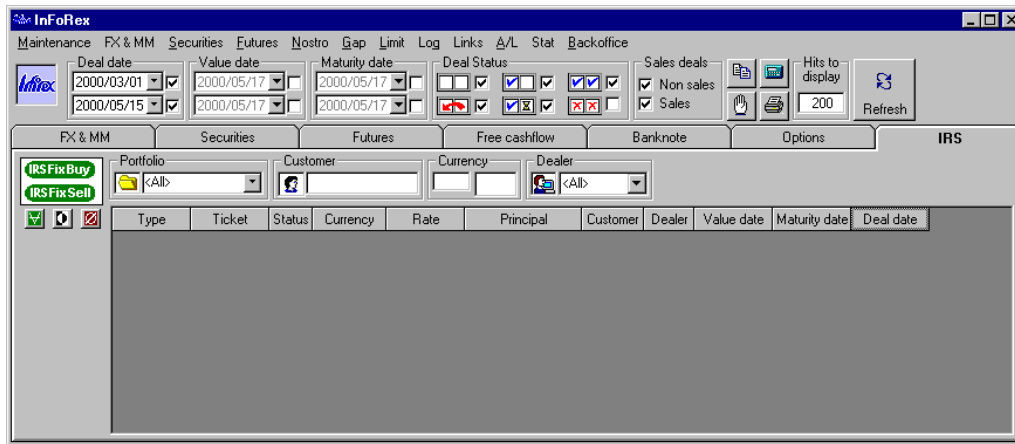 InFoRex
Maintenance FX & MM Securities Futures Nostro Gap Limit Log Links A/L Stat Backoffice
Deal date Value date Maturity date Deal Status Sales deals Hits to display
Inforex 2000/03/01 2000/05/17 2000/05/17 Non sales
2000/05/15 2000/05/17 2000/05/17 Sales 200 Refresh
FX & MM Securities Futures Free cashflow Banknote Options IRS
IRSFixBuy Portfolio Customer Currency Dealer
IRSFixSell <All> <All>
Type Ticket Status Currency Rate Principal Customer Dealer Value date Maturity date Deal date